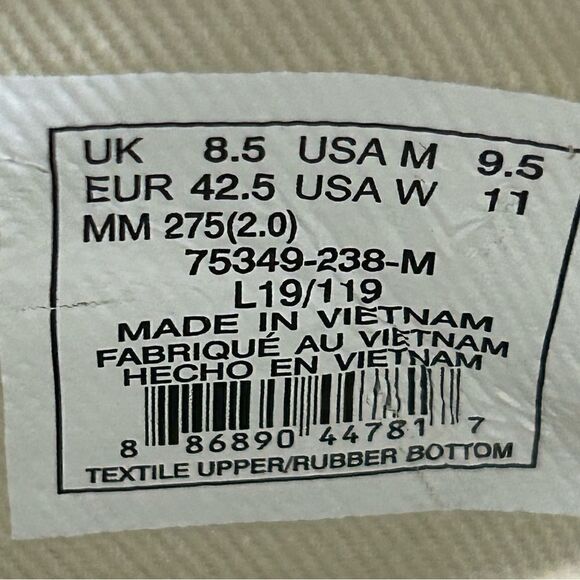 UK 8.5 USA M 9.5
EUR 42.5 USA W 11
MM 275(2.0)
75349-238-M
L19/119
MADE IN VIETNAM
FABRIQUÉ AU VIETNAM
HECHO EN VIETNAM
8 86890 44781 7
TEXTILE UPPER/RUBBER BOTTOM